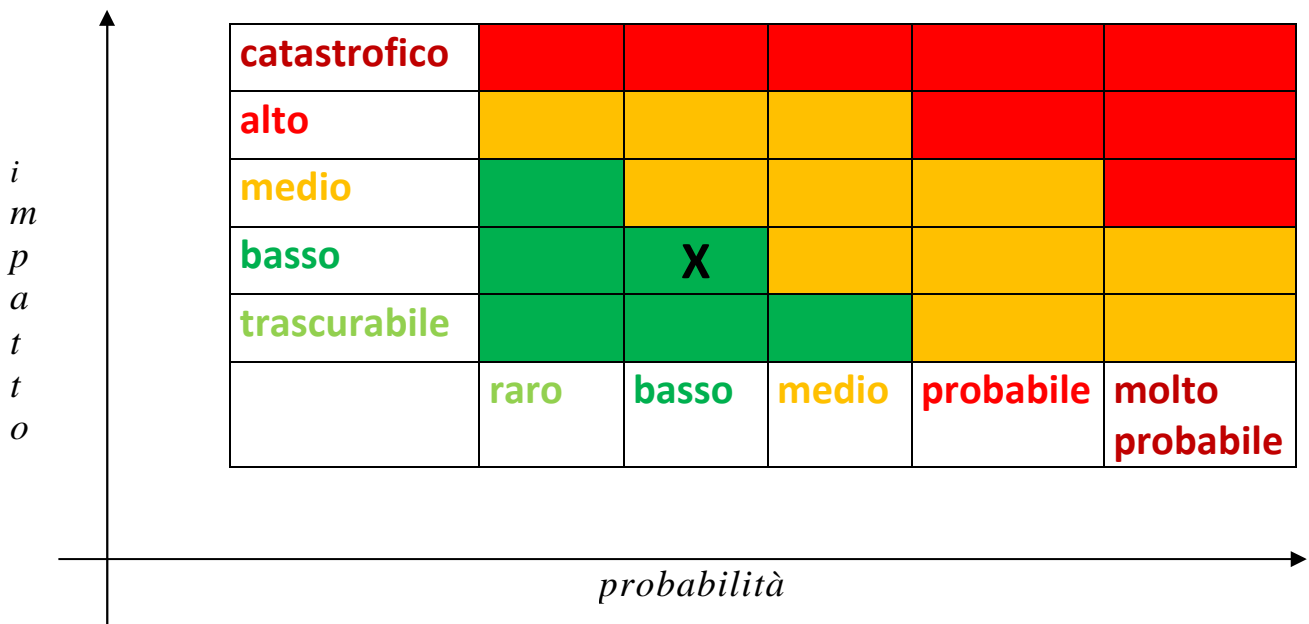 impatto
catastrofico
alto
medio
basso X
trascurabile
raro basso medio probabile molto
probabile
probabilità